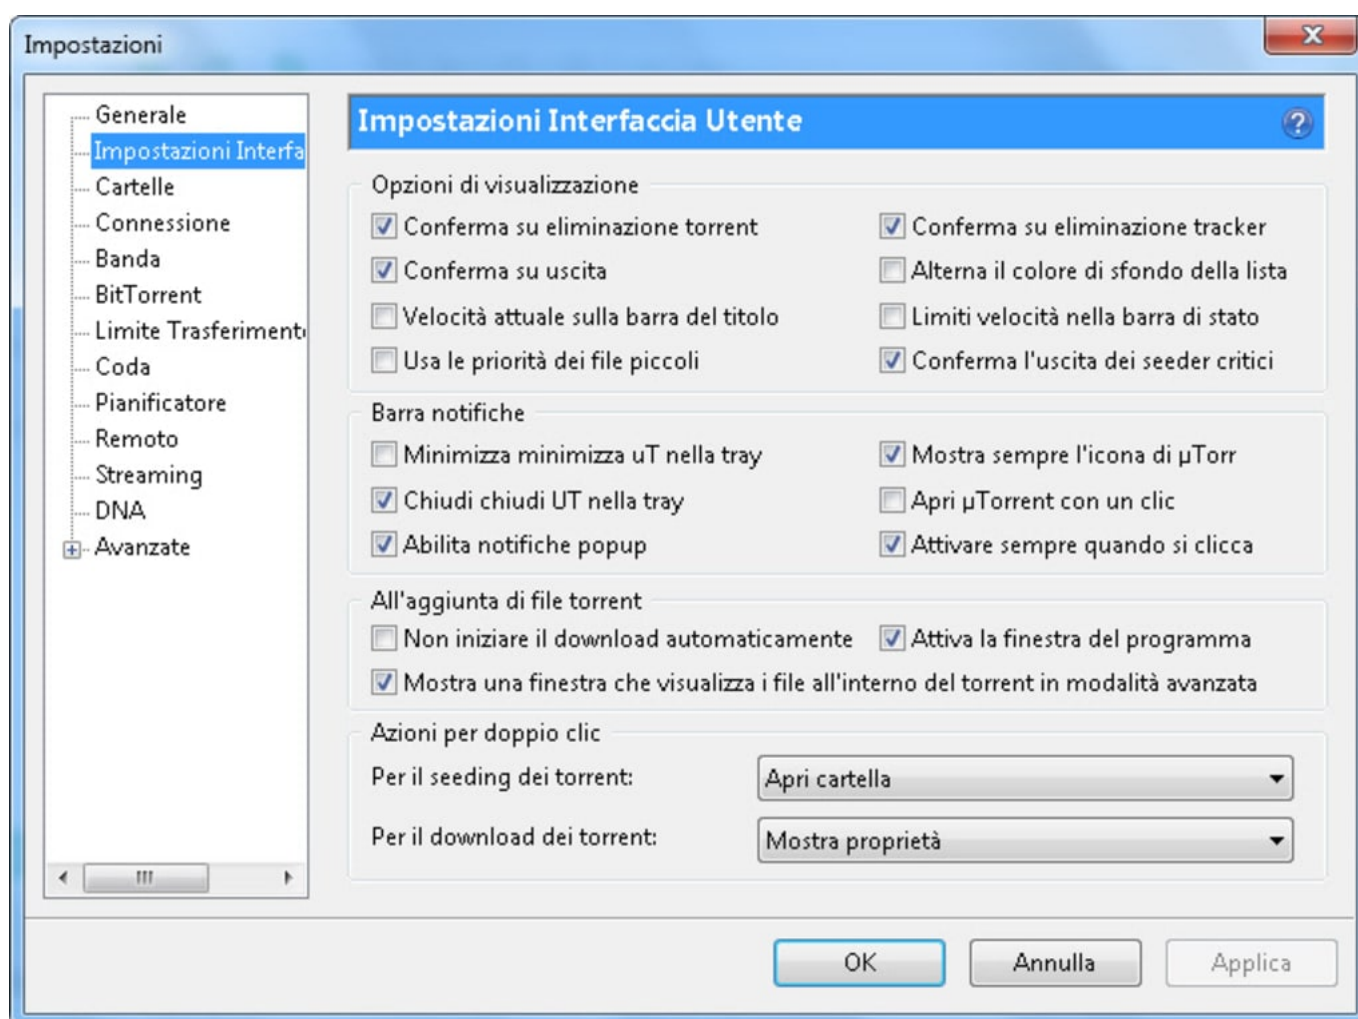 Impostazioni
Generale
Impostazioni Interfa
Cartelle
Connessione
Banda
BitTorrent
Limite Trasferimento
Coda
Pianificatore
Remoto
Streaming
DNA
Avanzate
Impostazioni Interfaccia Utente
Opzioni di visualizzazione
Conferma su eliminazione torrent
Conferma su eliminazione tracker
Conferma su uscita
Alterna il colore di sfondo della lista
Velocità attuale sulla barra del titolo
Limiti velocità nella barra di stato
Usa le priorità dei file piccoli
Conferma l'uscita dei seeder critici
Barra notifiche
Minimizza minimizza uT nella tray
Mostra sempre l'icona di µTorr
Chiudi chiudi UT nella tray
Apri µTorrent con un clic
Abilita notifiche popup
Attivare sempre quando si clicca
All'aggiunta di file torrent
Non iniziare il download automaticamente
Attiva la finestra del programma
Mostra una finestra che visualizza i file all'interno del torrent in modalità avanzata
Azioni per doppio clic
Per il seeding dei torrent:
Apri cartella
Per il download dei torrent:
Mostra proprietà
OK
Annulla
Applica